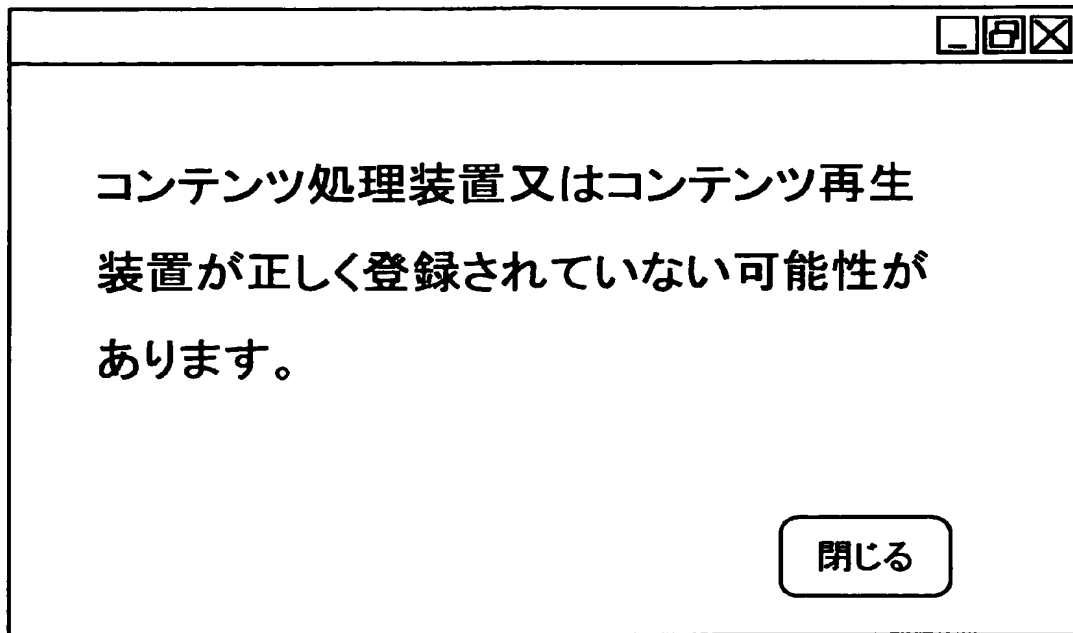 コンテンツ処理装置又はコンテンツ再生
装置が正しく登録されていない可能性が
あります。
閉じる